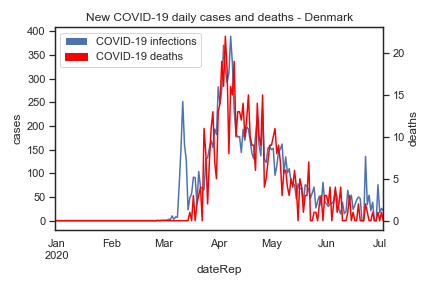 New COVID-19 daily cases and deaths - Denmark
COVID-19 infections
COVID-19 deaths
400
350
300
250
200
150
100
50
0
cases
20
15
10
5
0
deaths
Jan
2020
Feb
Mar
Apr
May
Jun
Jul
dateRep